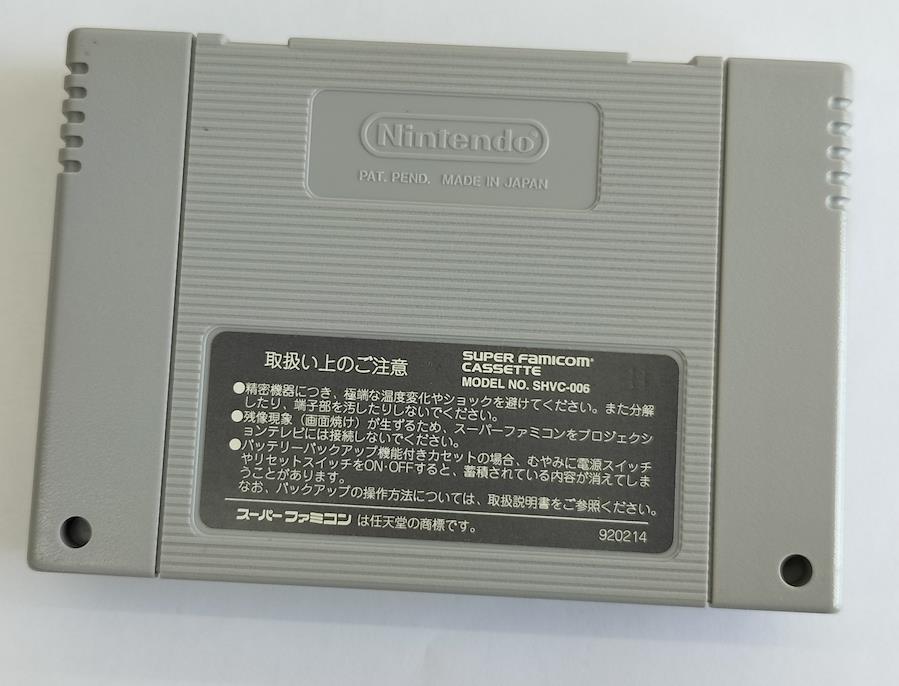 Nintendo®
PAT. PEND. MADE IN JAPAN
取扱い上のご注意
SUPER FAMICOM®
CASSETTE
MODEL NO. SHVC-006
●精密機器につき、極端な温度変化やショックを避けてください。また分解
したり、端子部を汚したりしないでください。
●残像現象（画面焼け）が生ずるため、スーパーファミコンをプロジェクシ
ョンテレビには接続しないでください。
●バッテリーバックアップ機能付きカセットの場合、むやみに電源スイッチ
やリセットスイッチをON・OFFすると、蓄積されている内容が消えてしま
うことがあります。
なお、バックアップの操作方法については、取扱説明書をご参照ください。
スーパーファミコン は任天堂の商標です。
920214